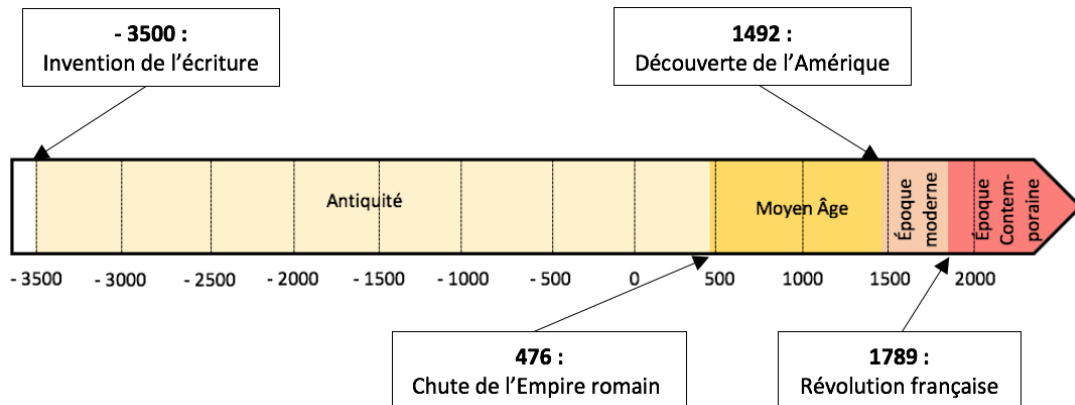 - 3500 :
Invention de l’écriture
1492 :
Découverte de l’Amérique
Antiquité
Moyen Âge
Époque
moderne
Époque
Contem-
poraine
- 3500 - 3000 - 2500 - 2000 - 1500 - 1000 - 500 0 500 1000 1500 2000
476 :
Chute de l’Empire romain
1789 :
Révolution française